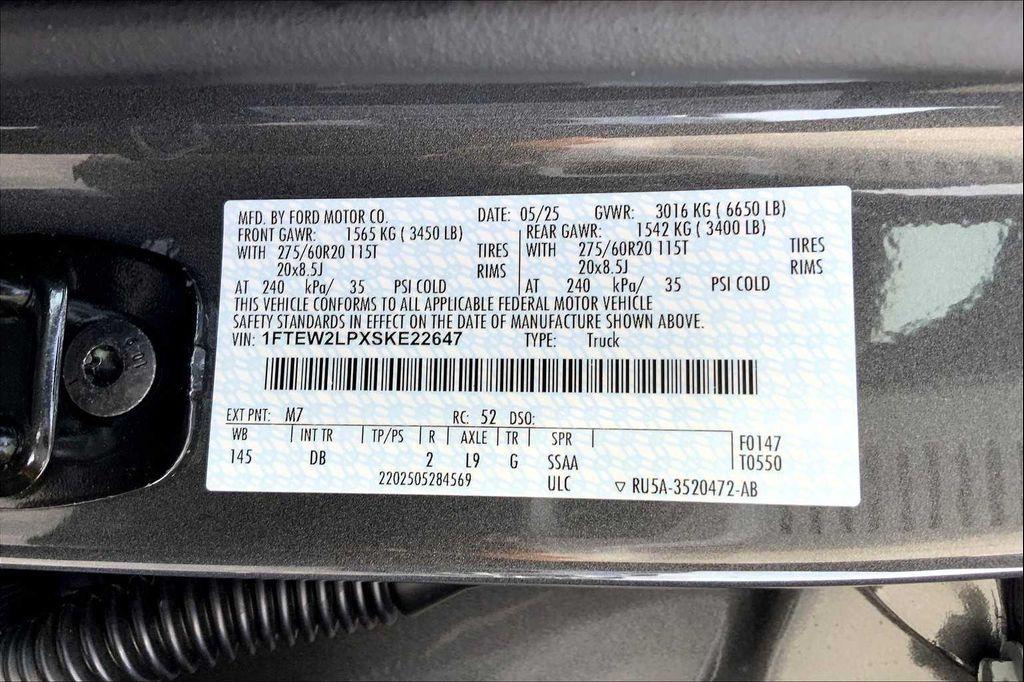 MFD. BY FORD MOTOR CO. DATE: 05/25 GVWR: 3016 KG ( 6650 LB)
FRONT GAWR: 1565 KG ( 3450 LB) REAR GAWR: 1542 KG ( 3400 LB)
WITH 275/60R20 115T TIRES WITH 275/60R20 115T TIRES
20x8.5J RIMS 20x8.5J RIMS
AT 240 kPa/ 35 PSI COLD AT 240 kPa/ 35 PSI COLD
THIS VEHICLE CONFORMS TO ALL APPLICABLE FEDERAL MOTOR VEHICLE
SAFETY STANDARDS IN EFFECT ON THE DATE OF MANUFACTURE SHOWN ABOVE.
VIN: 1FTEW2LPXSKE22647 TYPE: Truck
EXT PNT: M7 RC: 52 DSO:
WB INT TR TP/PS R AXLE TR SPR F0147
145 DB 2 L9 G SSAA T0550
2202505284569 ULC ▽ RU5A-3520472-AB